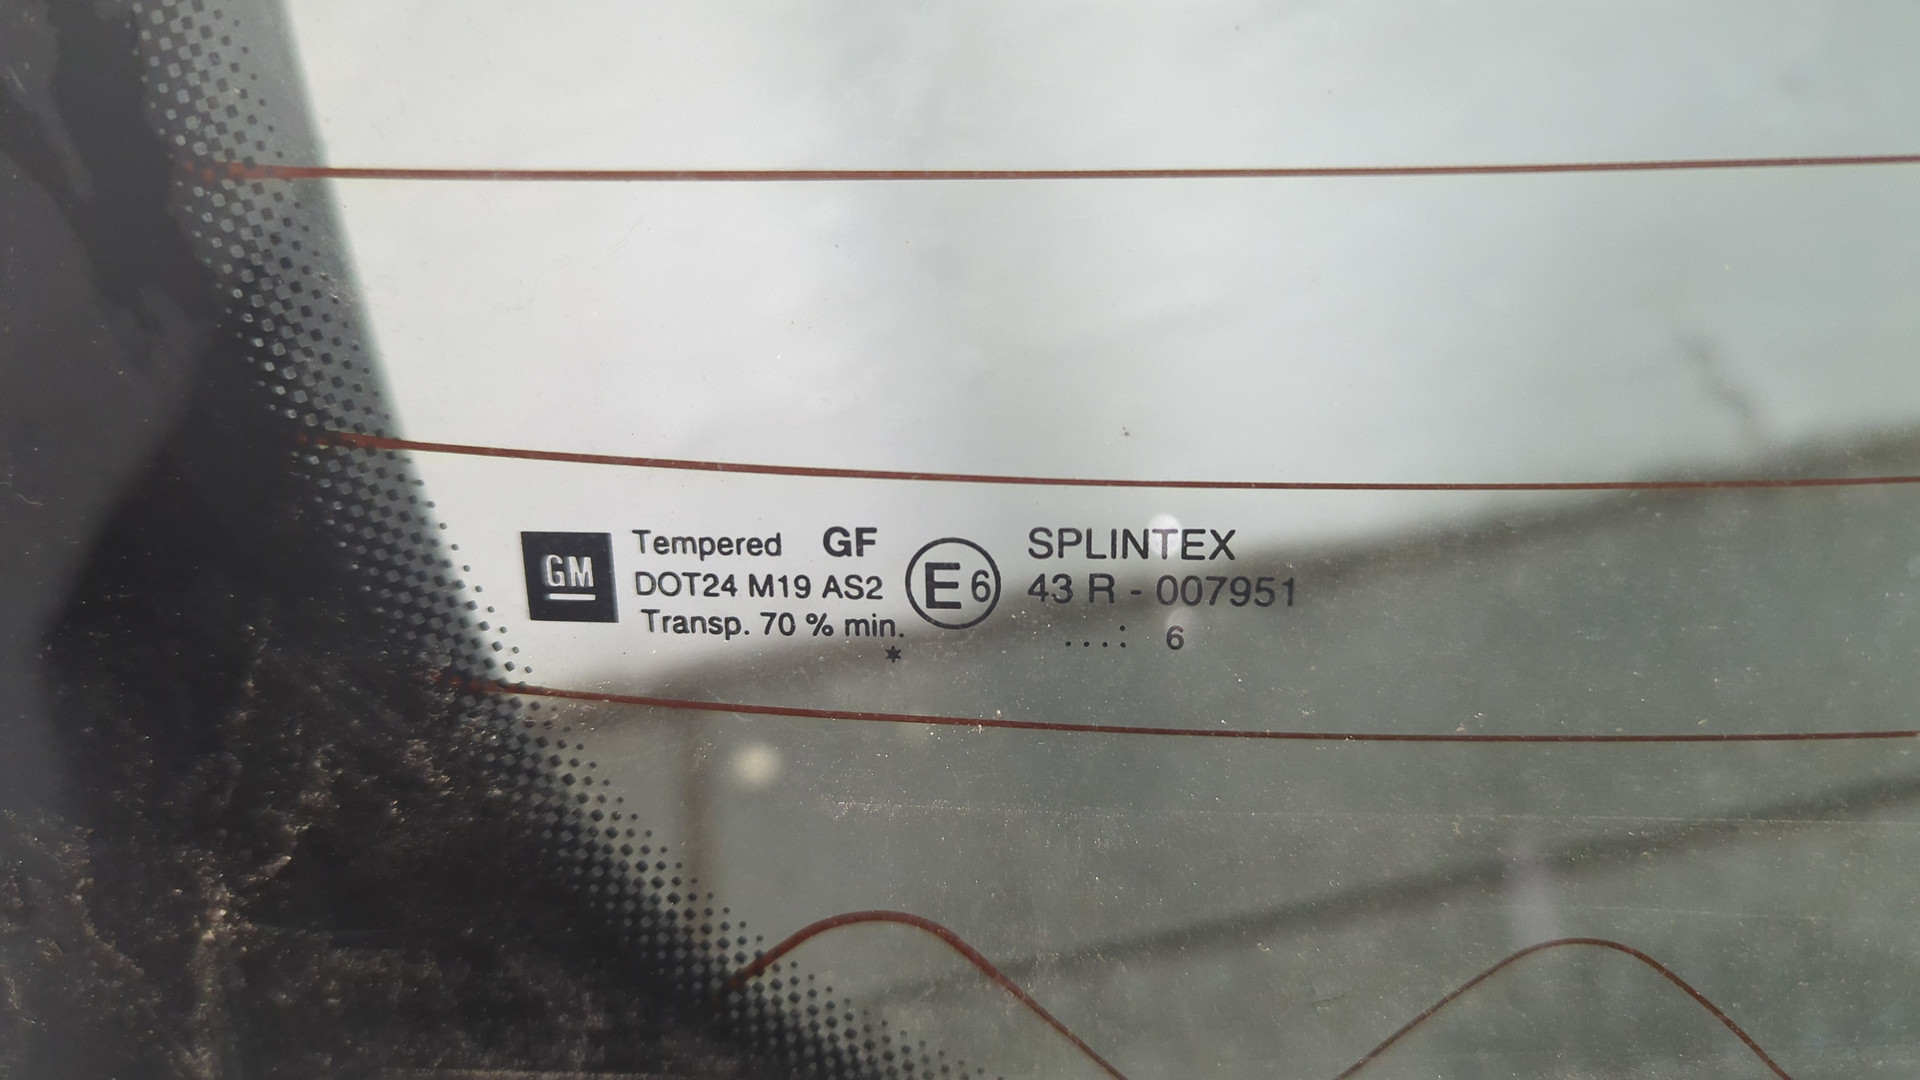 GM
Tempered GF
DOT24 M19 AS2
Transp. 70 % min.
*
E6
SPLINTEX
43 R - 007951
....: 6